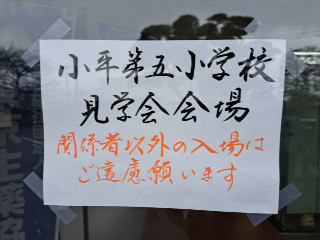 小平第五小学校
見学会会場
関係者以外の入場は
ご遠慮願います